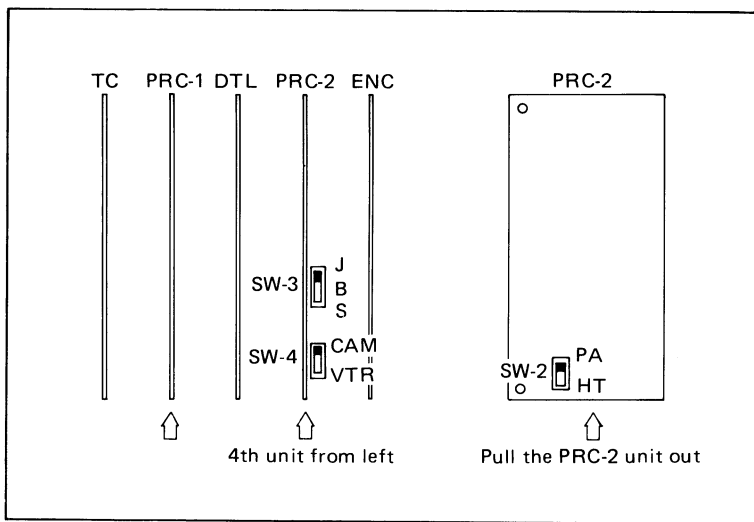 TC PRC-1 DTL PRC-2 ENC
PRC-2
SW-3
J
B
S
SW-4
CAM
VTR
SW-2
PA
HT
4th unit from left
Pull the PRC-2 unit out